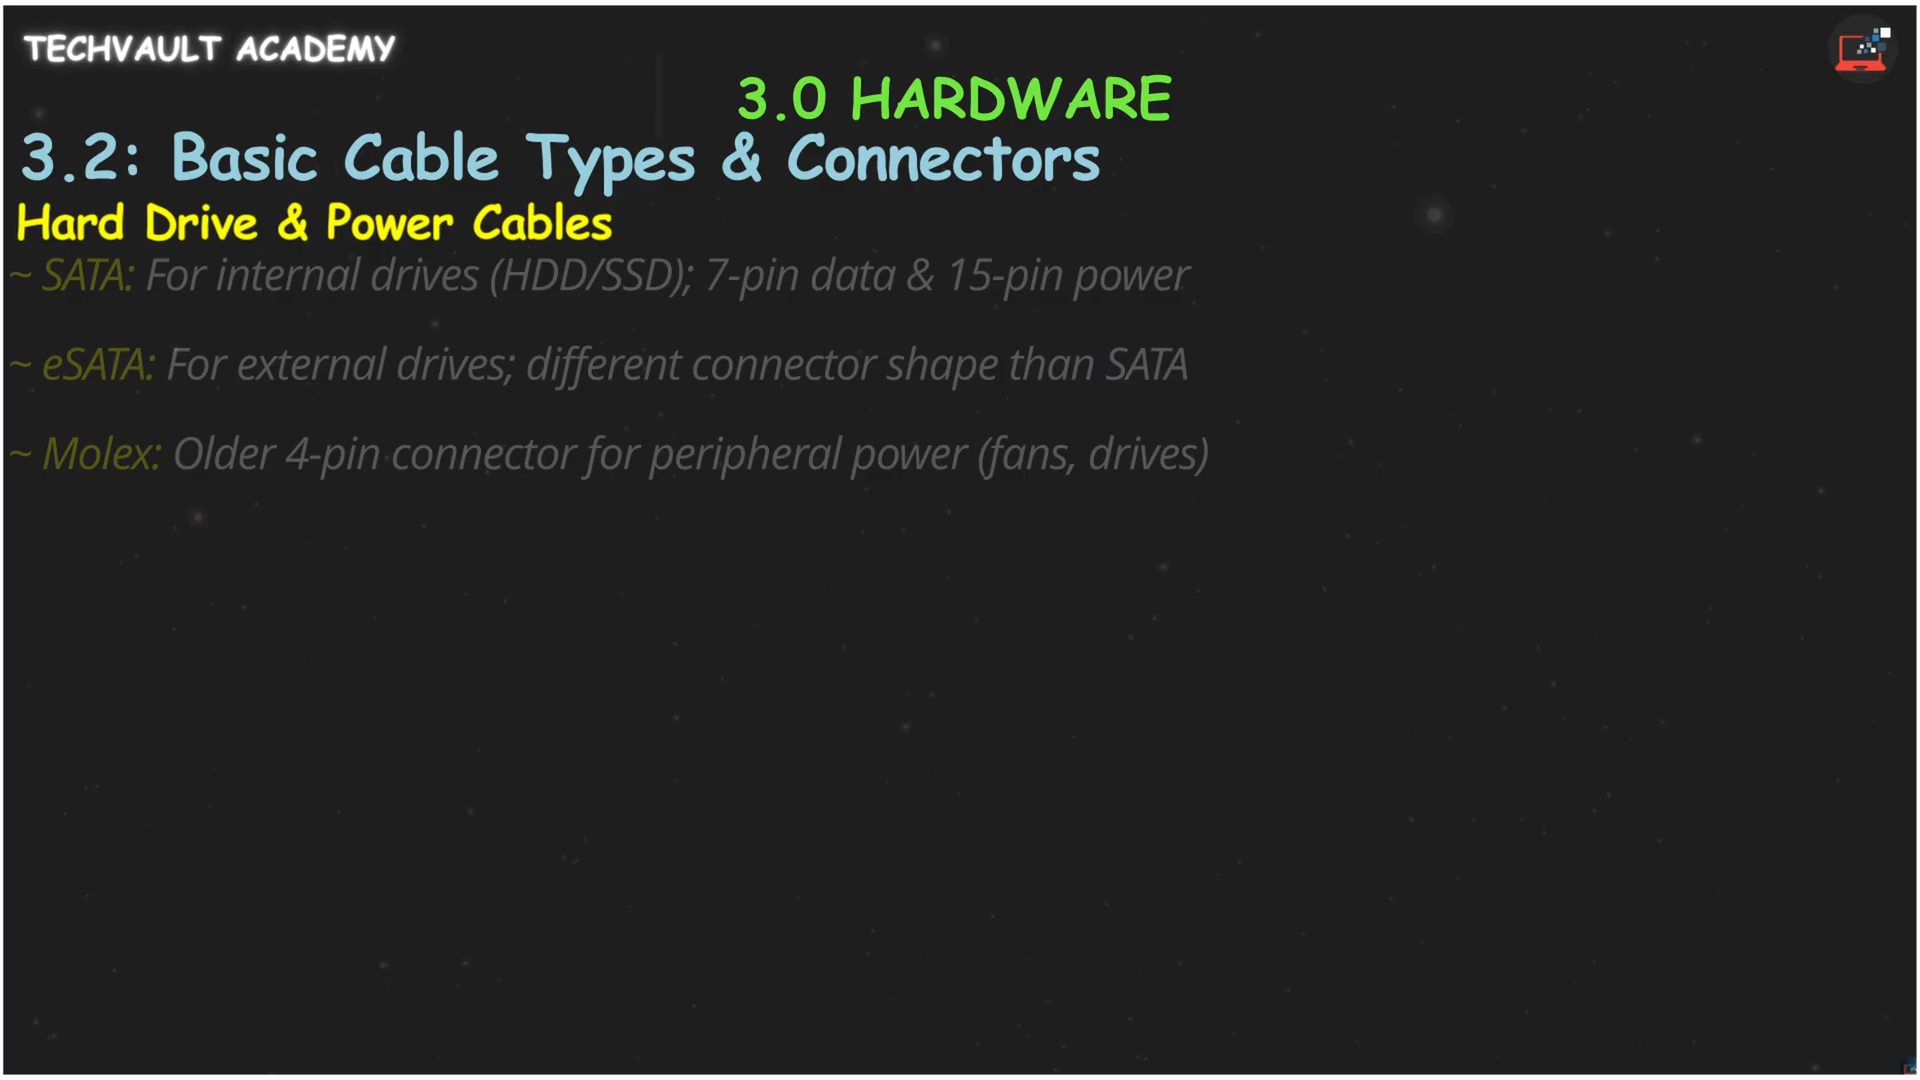 TECHVAULT ACADEMY
3.0 HARDWARE
3.2: Basic Cable Types & Connectors
Hard Drive & Power Cables
~ SATA: For internal drives (HDD/SSD); 7-pin data & 15-pin power
~ eSATA: For external drives; different connector shape than SATA
~ Molex: Older 4-pin connector for peripheral power (fans, drives)